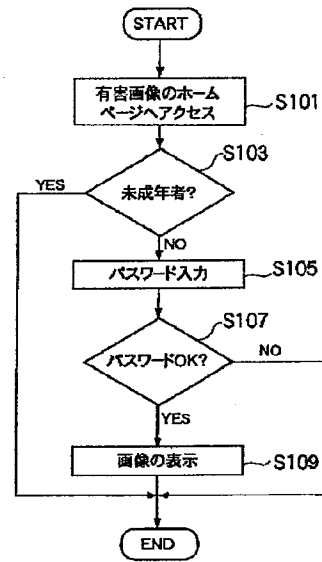 START
有害画像のホーム
ページへアクセス
S101
S103
YES
未成年者?
NO
パスワード入力
S105
S107
パスワードOK?
NO
YES
画像の表示
S109
END